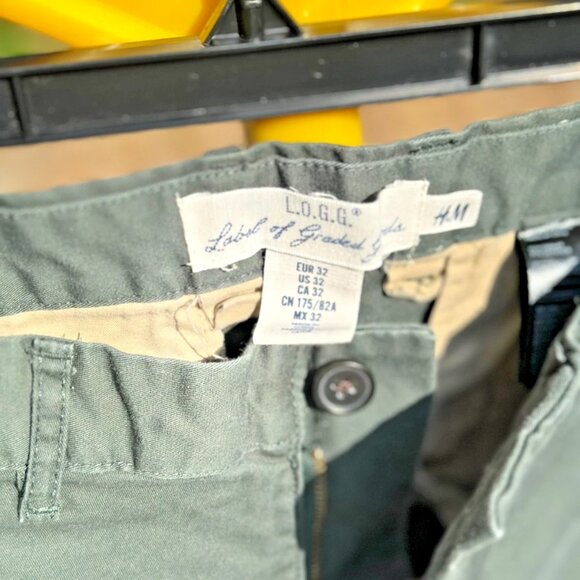 L.O.G.G.®
Label of Graded Goods.
H&M
EUR 32
US 32
CA 32
CN 175/82A
MX 32